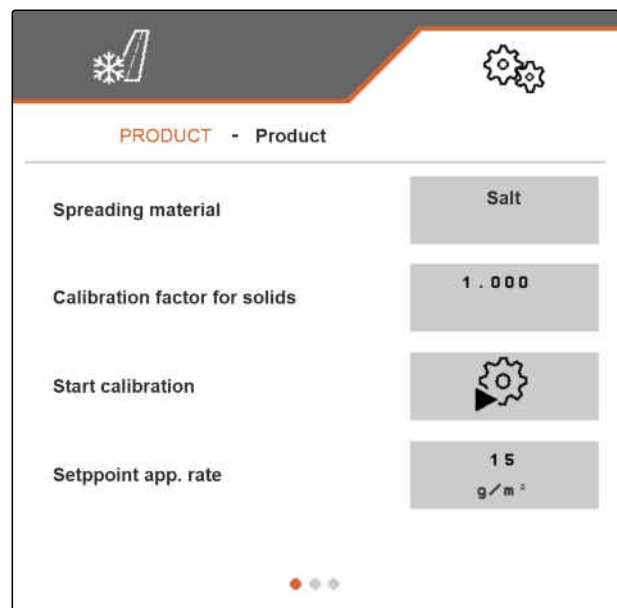 PRODUCT - Product
Spreading material
Salt
Calibration factor for solids
1.000
Start calibration
Setppoint app. rate
15
g/m²